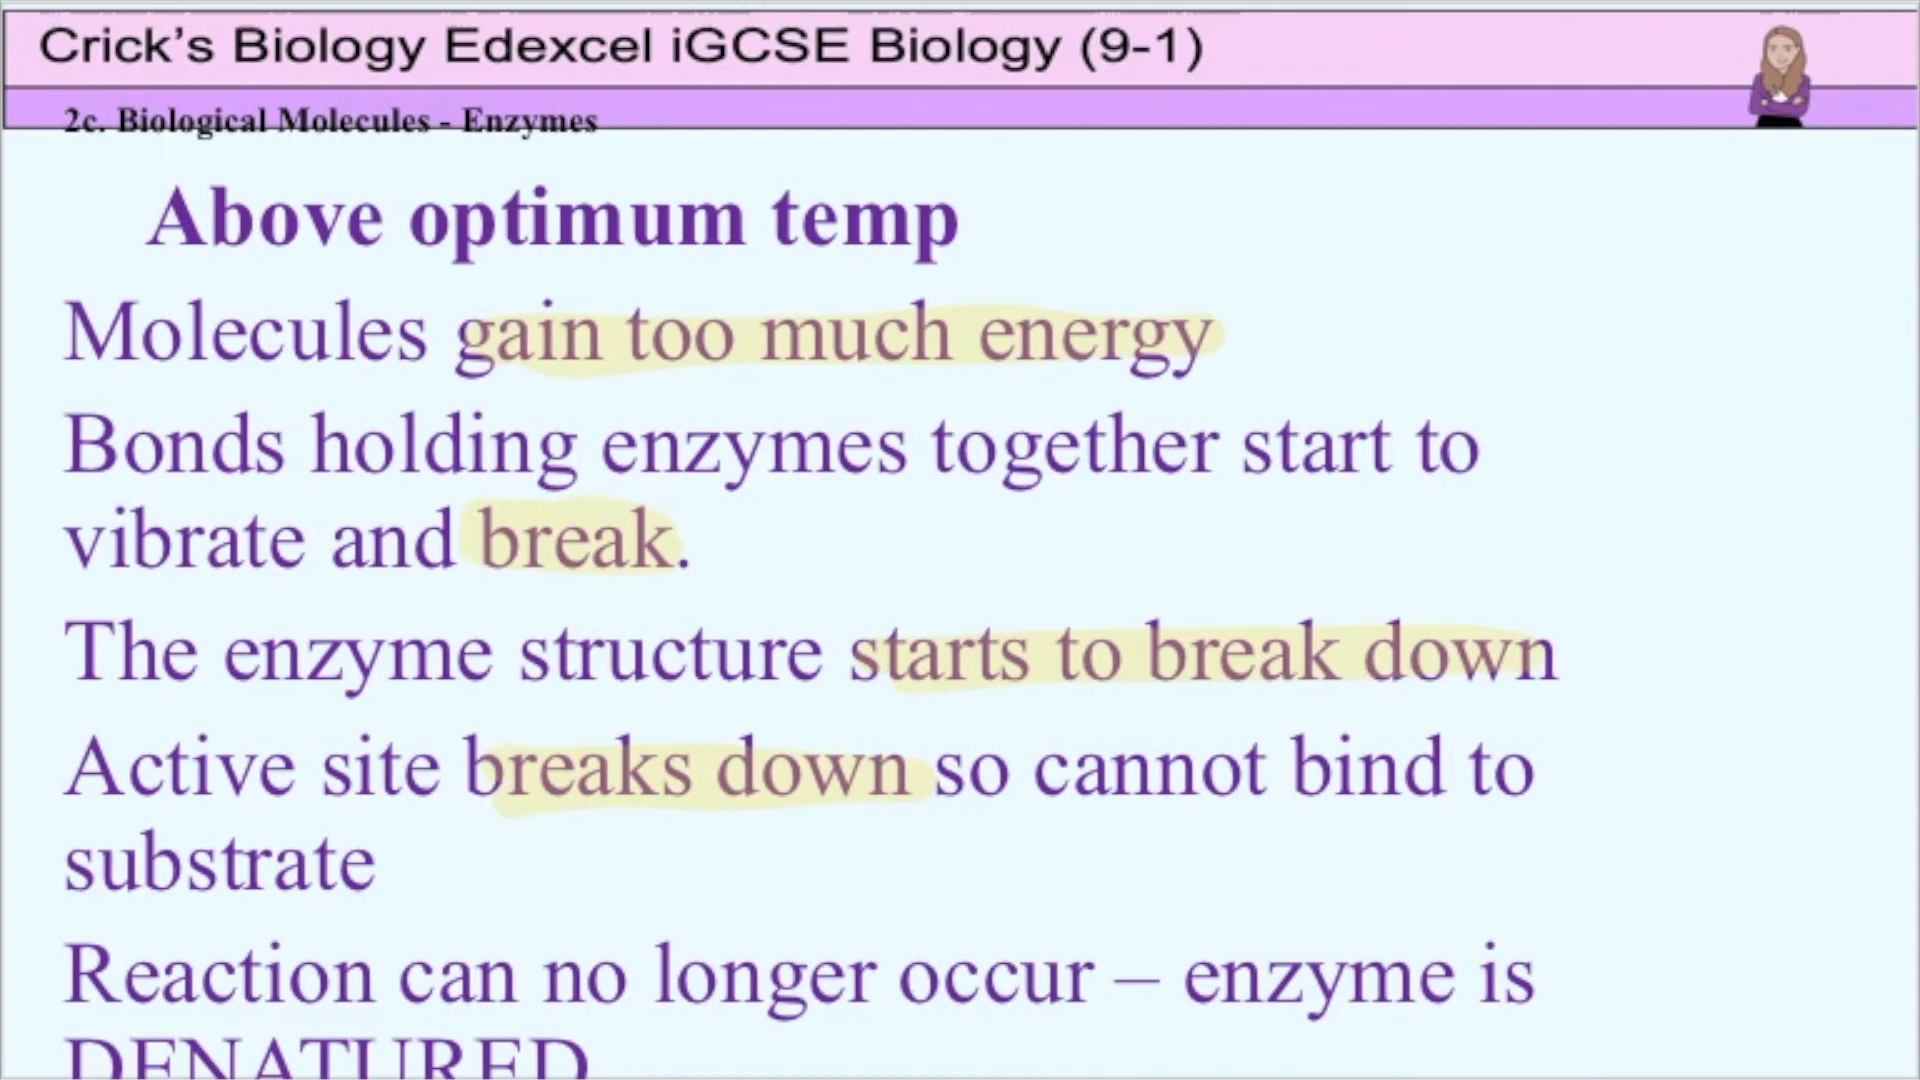 Crick's Biology Edexcel iGCSE Biology (9-1)
2c. Biological Molecules - Enzymes
Above optimum temp
Molecules gain too much energy
Bonds holding enzymes together start to
vibrate and break.
The enzyme structure starts to break down
Active site breaks down so cannot bind to
substrate
Reaction can no longer occur – enzyme is
DENATURED